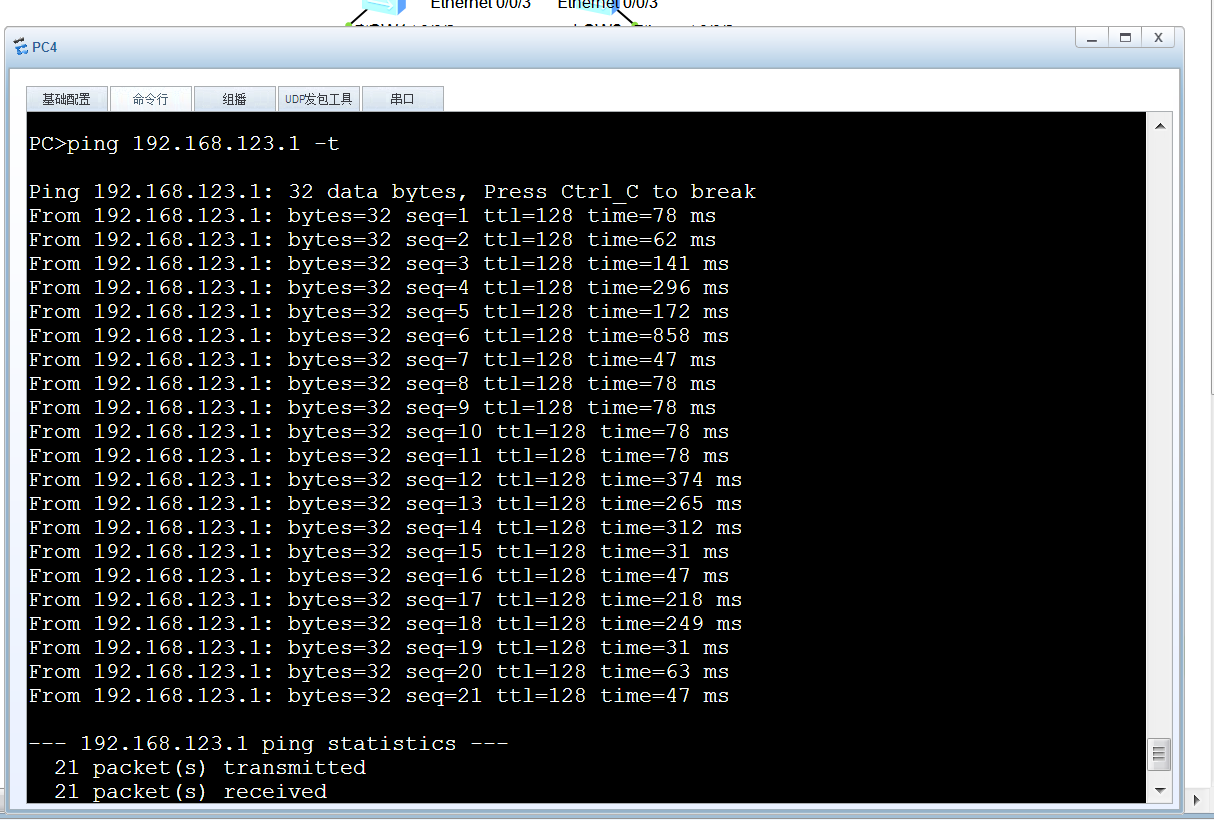 Ethernet 0/0/3 Ethernet 0/0/3
PC4
基础配置 命令行 组播 UDP发包工具 串口
PC>ping 192.168.123.1 -t
Ping 192.168.123.1: 32 data bytes, Press Ctrl_C to break
From 192.168.123.1: bytes=32 seq=1 ttl=128 time=78 ms
From 192.168.123.1: bytes=32 seq=2 ttl=128 time=62 ms
From 192.168.123.1: bytes=32 seq=3 ttl=128 time=141 ms
From 192.168.123.1: bytes=32 seq=4 ttl=128 time=296 ms
From 192.168.123.1: bytes=32 seq=5 ttl=128 time=172 ms
From 192.168.123.1: bytes=32 seq=6 ttl=128 time=858 ms
From 192.168.123.1: bytes=32 seq=7 ttl=128 time=47 ms
From 192.168.123.1: bytes=32 seq=8 ttl=128 time=78 ms
From 192.168.123.1: bytes=32 seq=9 ttl=128 time=78 ms
From 192.168.123.1: bytes=32 seq=10 ttl=128 time=78 ms
From 192.168.123.1: bytes=32 seq=11 ttl=128 time=78 ms
From 192.168.123.1: bytes=32 seq=12 ttl=128 time=374 ms
From 192.168.123.1: bytes=32 seq=13 ttl=128 time=265 ms
From 192.168.123.1: bytes=32 seq=14 ttl=128 time=312 ms
From 192.168.123.1: bytes=32 seq=15 ttl=128 time=31 ms
From 192.168.123.1: bytes=32 seq=16 ttl=128 time=47 ms
From 192.168.123.1: bytes=32 seq=17 ttl=128 time=218 ms
From 192.168.123.1: bytes=32 seq=18 ttl=128 time=249 ms
From 192.168.123.1: bytes=32 seq=19 ttl=128 time=31 ms
From 192.168.123.1: bytes=32 seq=20 ttl=128 time=63 ms
From 192.168.123.1: bytes=32 seq=21 ttl=128 time=47 ms
--- 192.168.123.1 ping statistics ---
21 packet(s) transmitted
21 packet(s) received